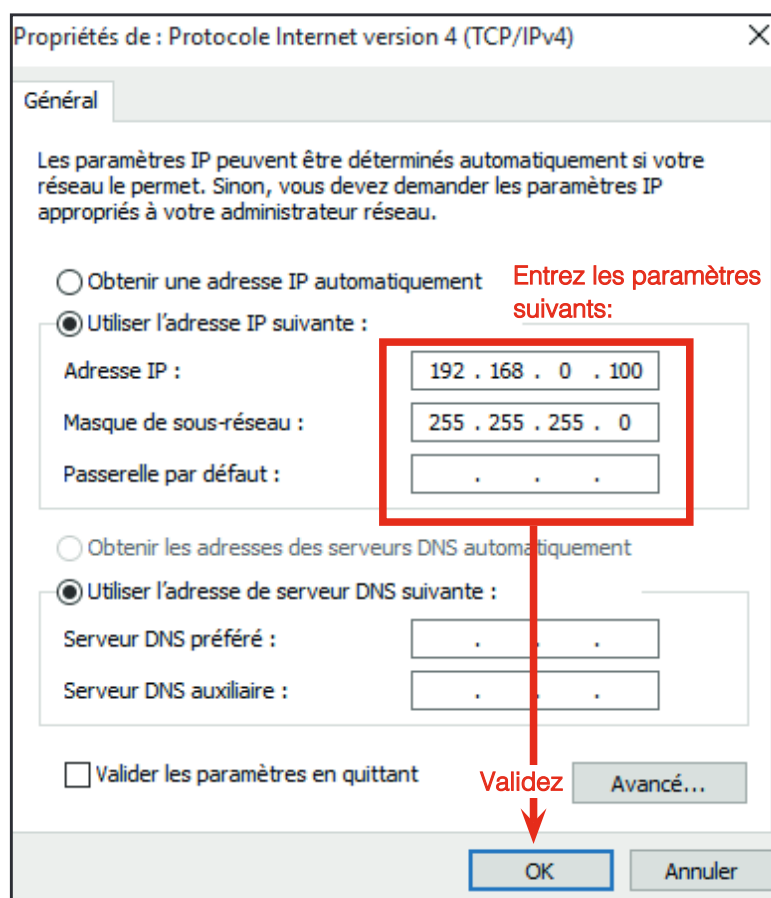 Propriétés de : Protocole Internet version 4 (TCP/IPv4)
Général
Les paramètres IP peuvent être déterminés automatiquement si votre
réseau le permet. Sinon, vous devez demander les paramètres IP
appropriés à votre administrateur réseau.
Obtenir une adresse IP automatiquement
Entrez les paramètres
suivants:
Utiliser l'adresse IP suivante :
Adresse IP : 192 . 168 . 0 . 100
Masque de sous-réseau : 255 . 255 . 255 . 0
Passerelle par défaut : . . .
Obtenir les adresses des serveurs DNS automatiquement
Utiliser l'adresse de serveur DNS suivante :
Serveur DNS préféré : . . .
Serveur DNS auxiliaire : . . .
Valider les paramètres en quittant
Validez
Avancé...
OK Annuler